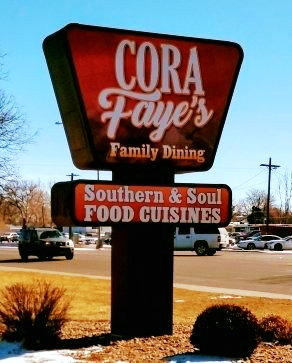 CORA
Faye's
Family Dining
Southern & Soul
FOOD CUISINES